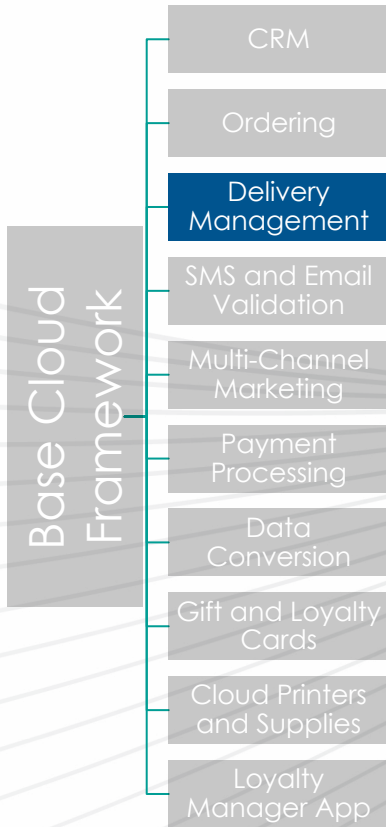 CRM
Ordering
Delivery
Management
SMS and Email
Validation
Multi-Channel
Marketing
Payment
Processing
Data
Conversion
Gift and Loyalty
Cards
Cloud Printers
and Supplies
Loyalty
Manager App
Base Cloud
Framework